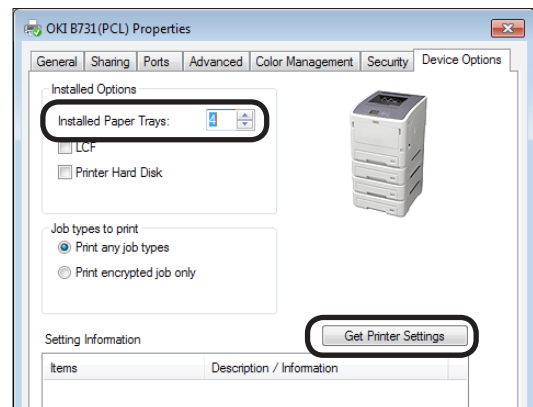 OKI B731(PCL) Properties
General Sharing Ports Advanced Color Management Security Device Options
Installed Options
Installed Paper Trays: 4
LCF
Printer Hard Disk
Job types to print
Print any job types
Print encrypted job only
Get Printer Settings
Setting Information
Items Description / Information